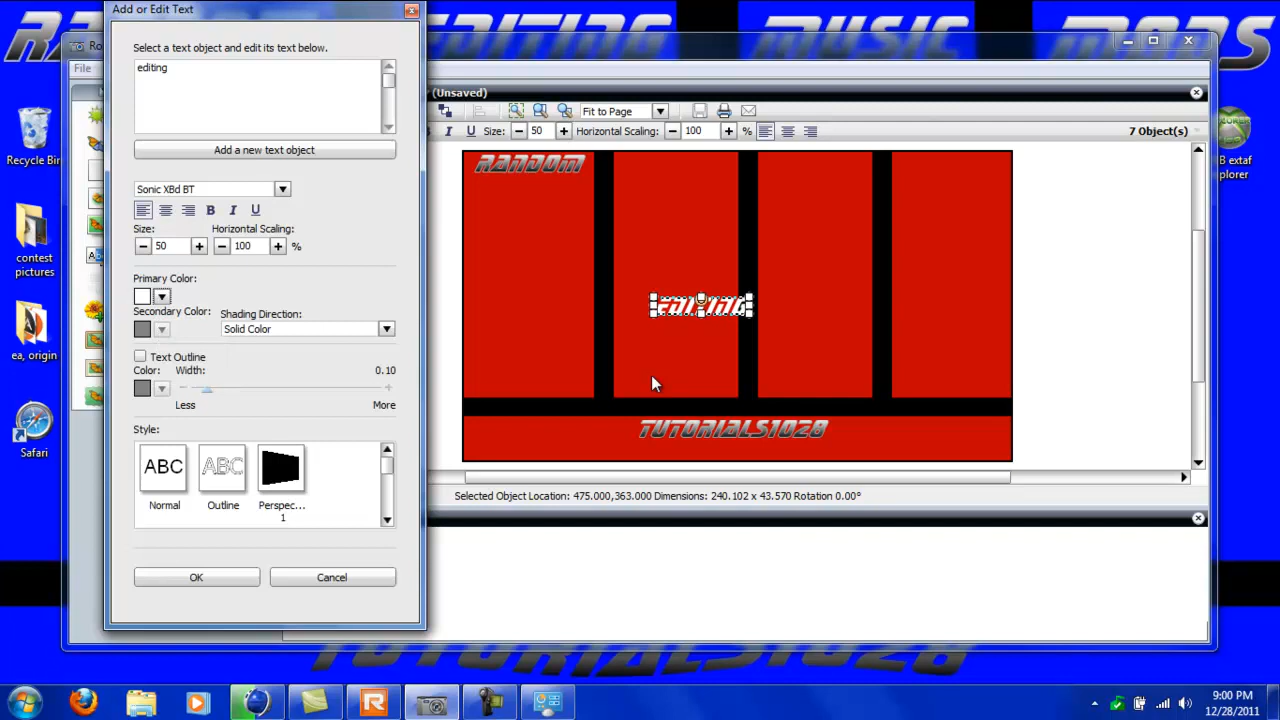 RANDOM EDITING MUSIC MODS
Add or Edit Text
Select a text object and edit its text below.
editing
Add a new text object
Sonic XBd BT
B I U
Size:
Horizontal Scaling:
50
100
%
Primary Color:
Secondary Color:
Shading Direction:
Solid Color
Text Outline
Color:
Width:
0.10
Less
More
Style:
ABC
ABC
Normal
Outline
Perspec...
1
OK
Cancel
File
(Unsaved)
Fit to Page
I U Size: 50 Horizontal Scaling: 100 %
7 Object(s)
RANDOM
EDITING
TUTORIALS1028
Selected Object Location: 475.000,363.000 Dimensions: 240.102 x 43.570 Rotation 0.00°
TUTORIALS1028
Recycle Bin
contest
pictures
ea, origin
Safari
9:00 PM
12/28/2011